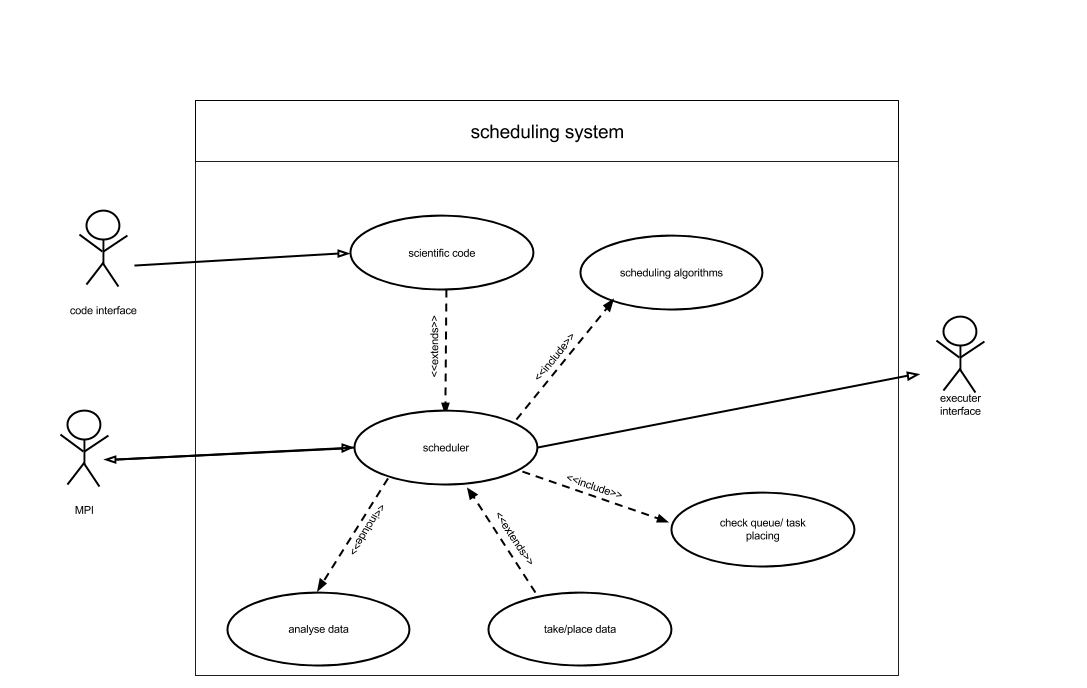 scheduling system
scientific code
scheduling algorithms
code interface
<<extends>>
<<include>>
executer
interface
scheduler
MPI
<<include>>
<<include>>
<<extends>>
check queue/ task
placing
analyse data
take/place data